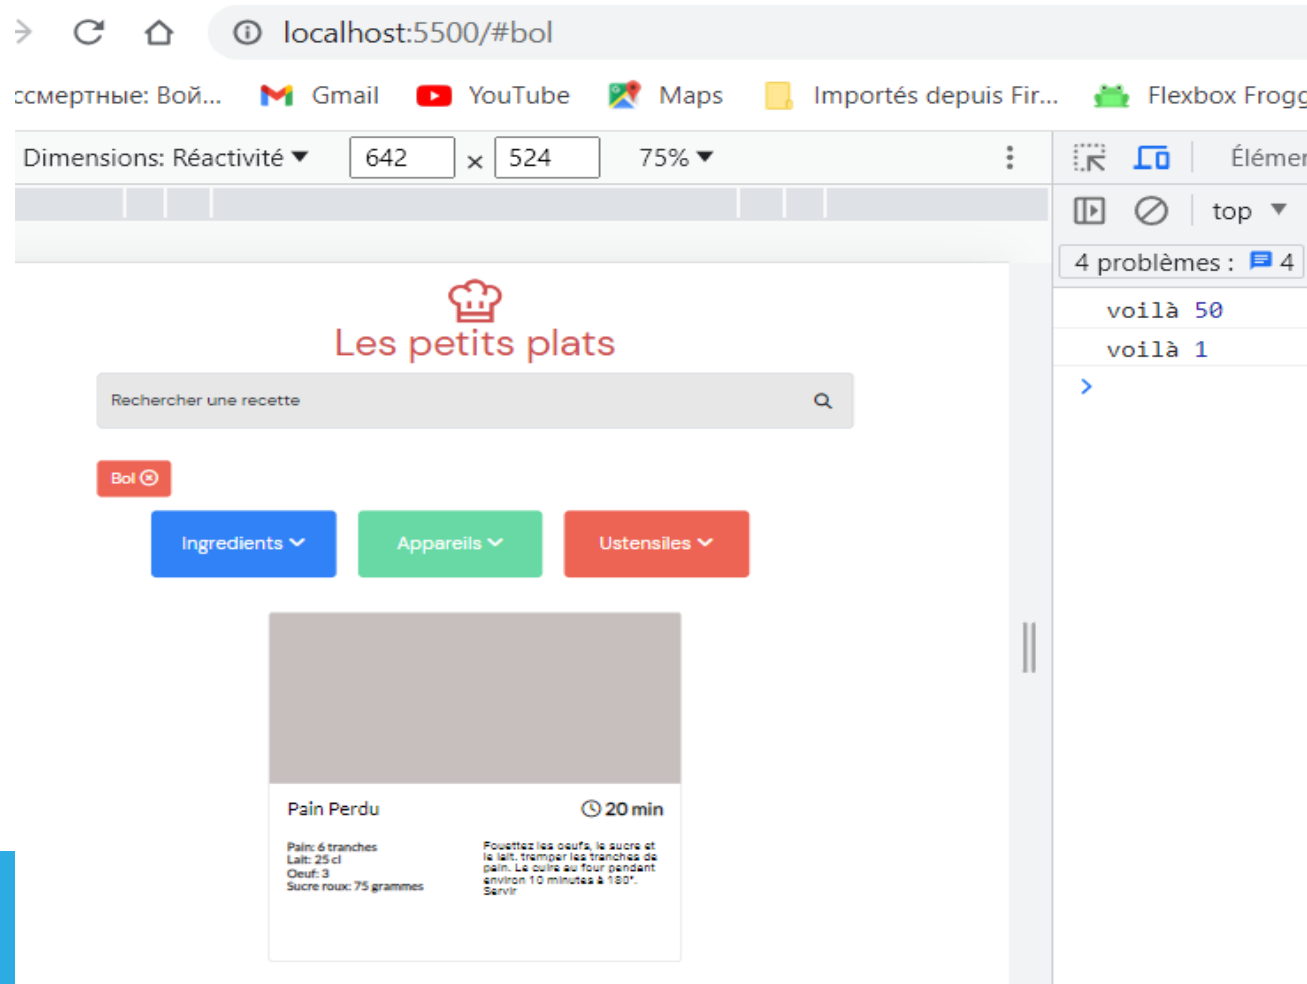 localhost:5500/#bol
ссмертные: Вой... Gmail YouTube Maps Importés depuis Fir... Flexbox Frogg
Dimensions: Réactivité 642 × 524 75% Élémen
top
4 problèmes : 4
voilà 50
voilà 1
Les petits plats
Rechercher une recette
Bol
Ingredients Appareils Ustensiles
Pain Perdu 20 min
Pain: 6 tranches
Lait: 25 cl
Oeuf: 3
Sucre roux: 75 grammes
Fouettez les oeufs, le sucre et
le lait. tremper les tranches de
pain. Le cuire au four pendant
environ 10 minutes à 180°.
Servir